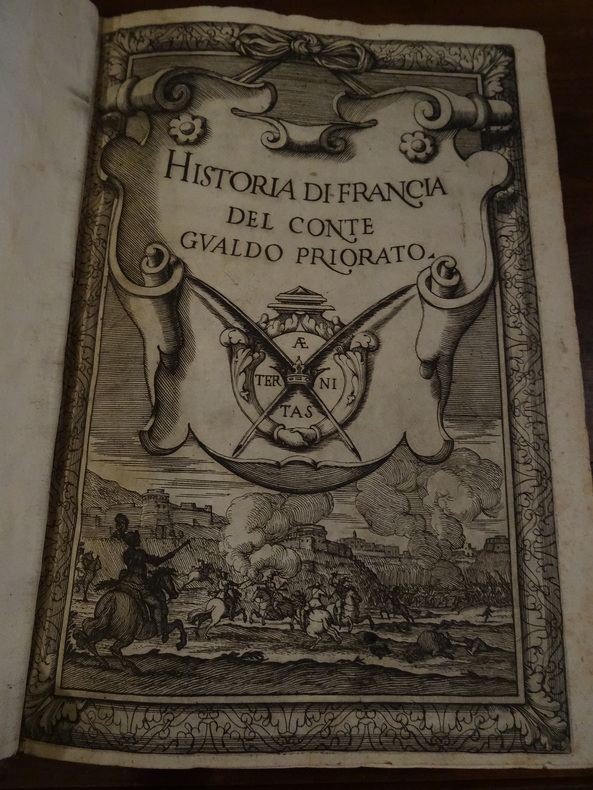 HISTORIA DI·FRANCIA
DEL CONTE
GVALDO PRIORATO.
Æ
TER NI
TAS